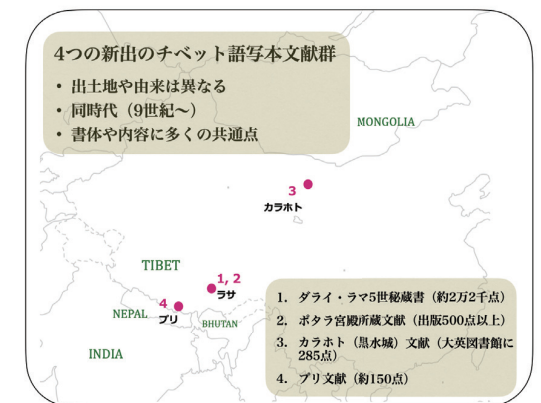 4つの新出のチベット語写本文献群
• 出土地や由来は異なる
• 同時代（9世紀〜）
• 書体や内容に多くの共通点
MONGOLIA
3
カラホト
TIBET
1, 2
ラサ
4
プリ
NEPAL
BHUTAN
INDIA
1. ダライ・ラマ5世秘蔵書（約2万2千点）
2. ポタラ宮殿所蔵文献（出版500点以上）
3. カラホト（黒水城）文献（大英図書館に
285点）
4. プリ文献（約150点）